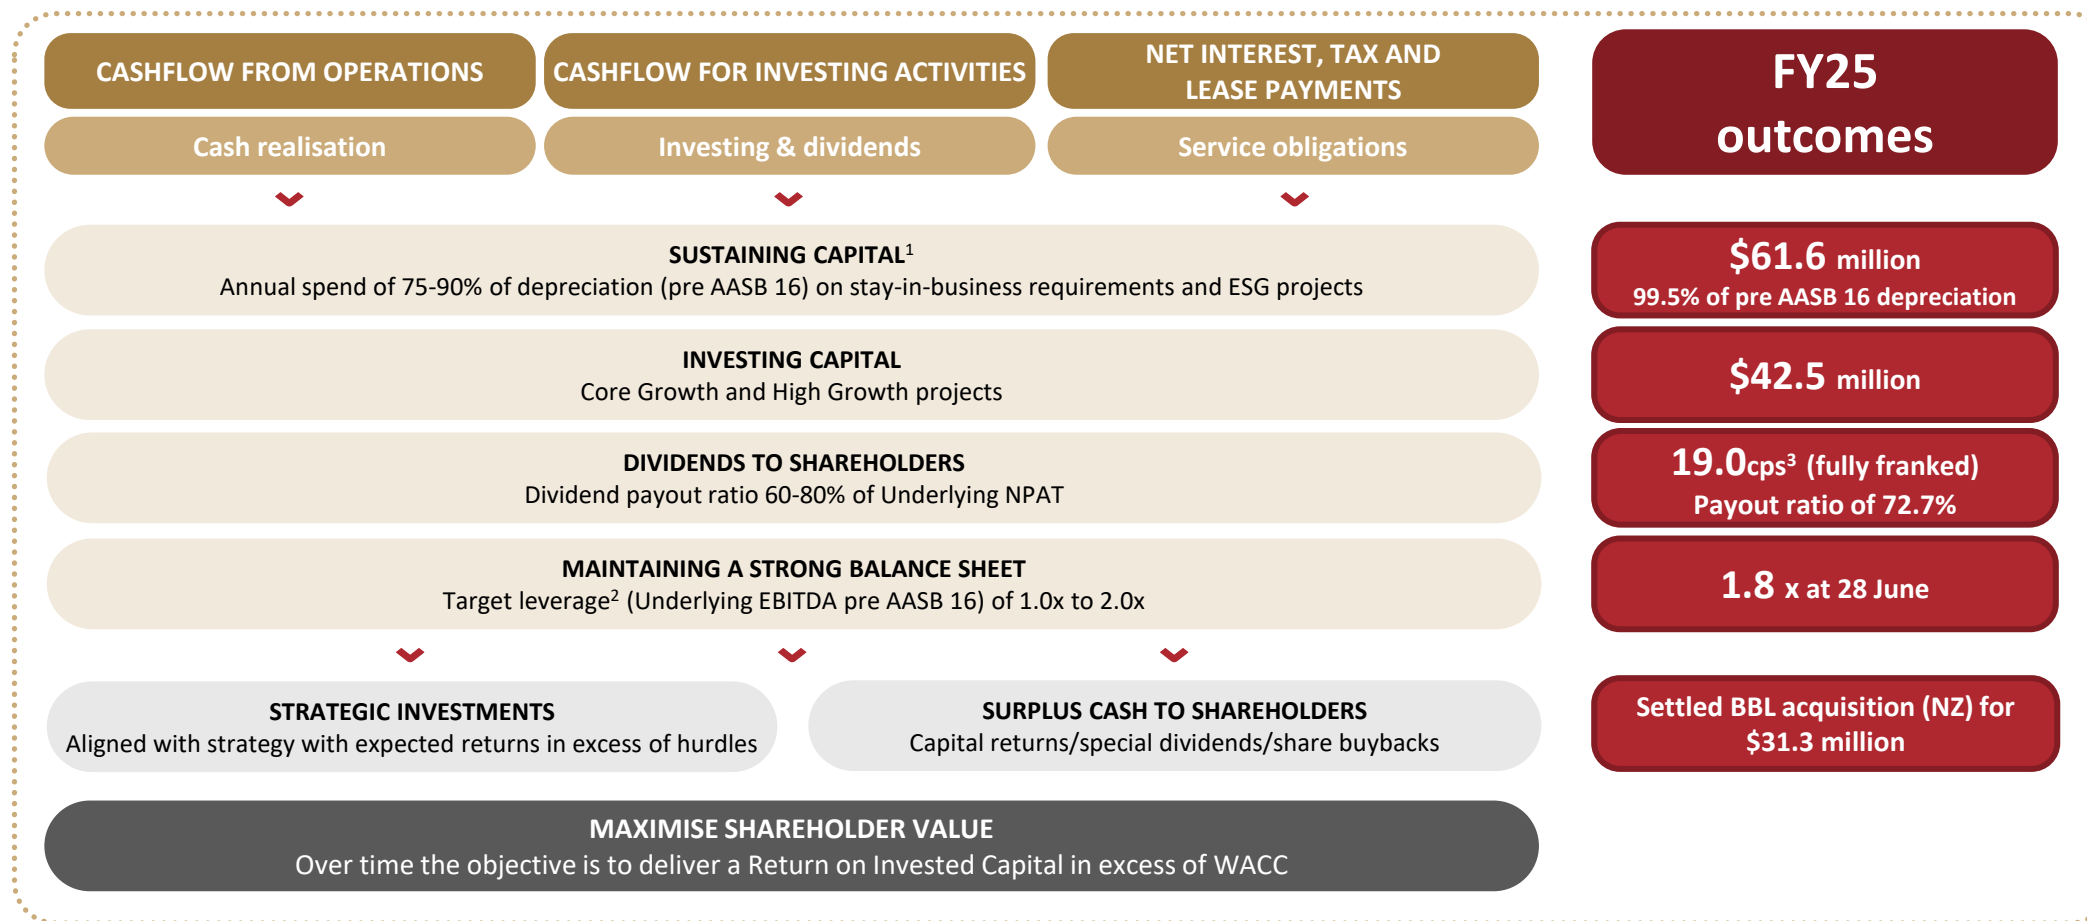 CASHFLOW FROM OPERATIONS
CASHFLOW FOR INVESTING ACTIVITIES
NET INTEREST, TAX AND
LEASE PAYMENTS
FY25
outcomes
Cash realisation
Investing & dividends
Service obligations
SUSTAINING CAPITAL¹
Annual spend of 75-90% of depreciation (pre AASB 16) on stay-in-business requirements and ESG projects
$61.6 million
99.5% of pre AASB 16 depreciation
INVESTING CAPITAL
Core Growth and High Growth projects
$42.5 million
DIVIDENDS TO SHAREHOLDERS
Dividend payout ratio 60-80% of Underlying NPAT
19.0cps³ (fully franked)
Payout ratio of 72.7%
MAINTAINING A STRONG BALANCE SHEET
Target leverage² (Underlying EBITDA pre AASB 16) of 1.0x to 2.0x
1.8 x at 28 June
STRATEGIC INVESTMENTS
Aligned with strategy with expected returns in excess of hurdles
SURPLUS CASH TO SHAREHOLDERS
Capital returns/special dividends/share buybacks
Settled BBL acquisition (NZ) for
$31.3 million
MAXIMISE SHAREHOLDER VALUE
Over time the objective is to deliver a Return on Invested Capital in excess of WACC